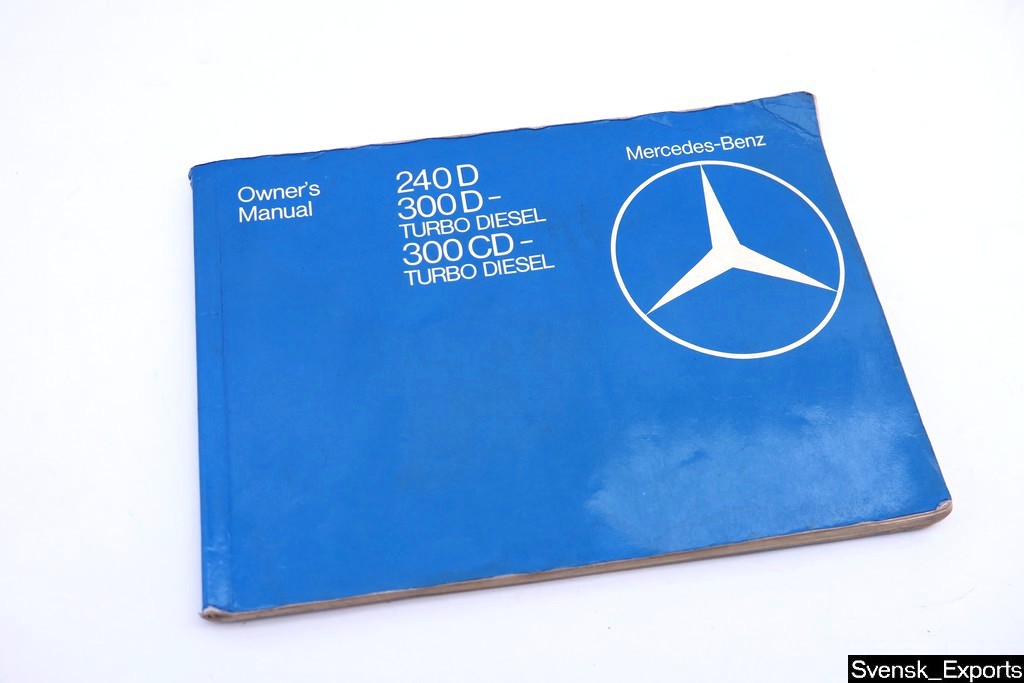 Owner's
Manual
240 D
300 D -
TURBO DIESEL
300 CD -
TURBO DIESEL
Mercedes-Benz
Svensk_Exports